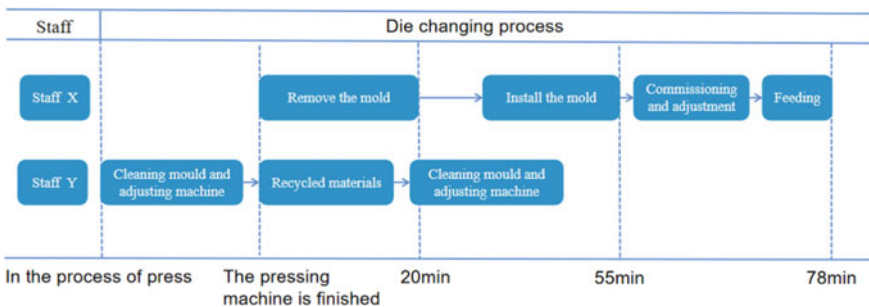 Staff
Die changing process
Staff X
Remove the mold
Install the mold
Commissioning
and adjustment
Feeding
Staff Y
Cleaning mould and
adjusting machine
Recycled materials
Cleaning mould and
adjusting machine
In the process of press
The pressing
machine is finished
20min
55min
78min